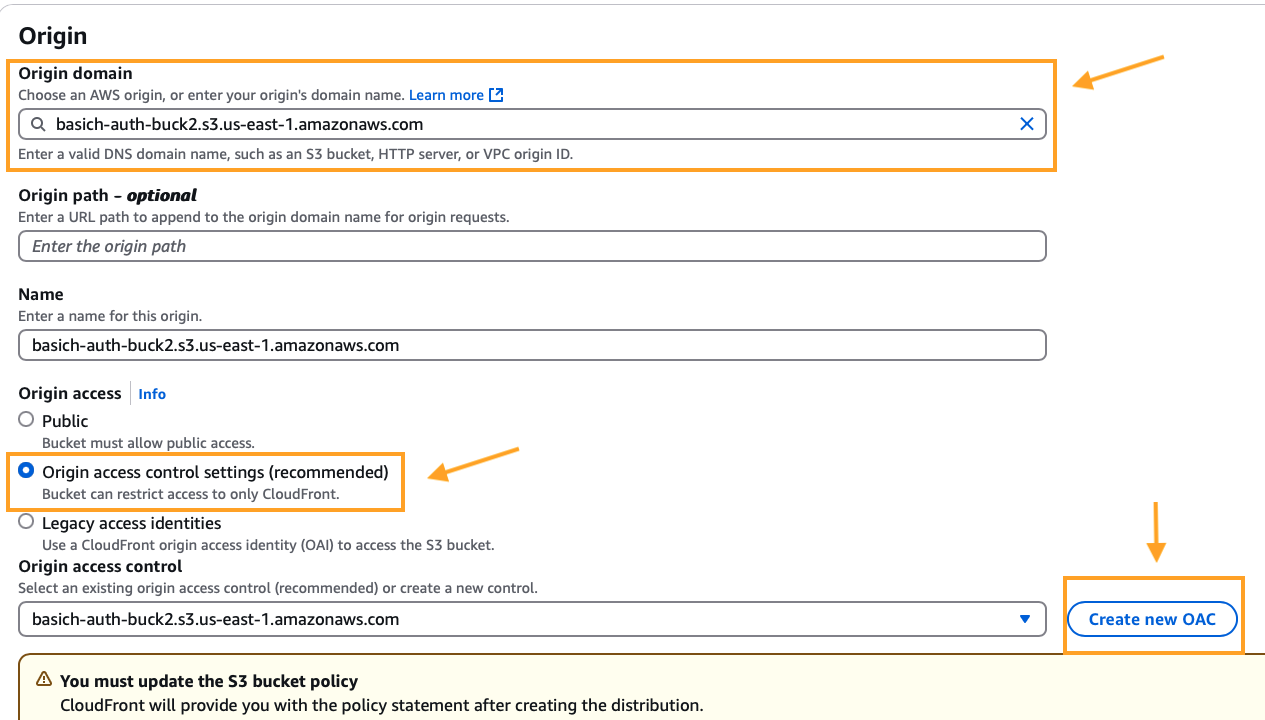 Origin
Origin domain
Choose an AWS origin, or enter your origin's domain name. Learn more
basich-auth-buck2.s3.us-east-1.amazonaws.com
Enter a valid DNS domain name, such as an S3 bucket, HTTP server, or VPC origin ID.
Origin path – optional
Enter a URL path to append to the origin domain name for origin requests.
Enter the origin path
Name
Enter a name for this origin.
basich-auth-buck2.s3.us-east-1.amazonaws.com
Origin access Info
Public
Bucket must allow public access.
Origin access control settings (recommended)
Bucket can restrict access to only CloudFront.
Legacy access identities
Use a CloudFront origin access identity (OAI) to access the S3 bucket.
Origin access control
Select an existing origin access control (recommended) or create a new control.
basich-auth-buck2.s3.us-east-1.amazonaws.com Create new OAC
You must update the S3 bucket policy
CloudFront will provide you with the policy statement after creating the distribution.